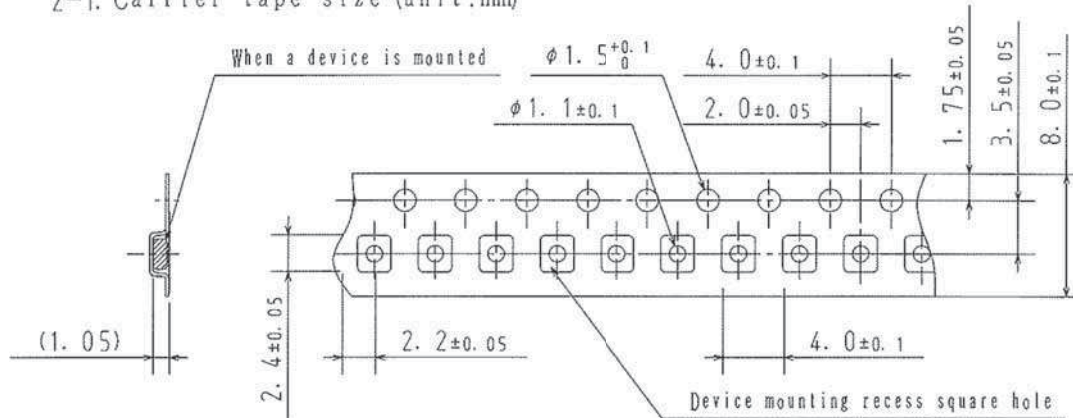 2-1. Carrier tape size (unit:mm)
When a device is mounted
φ1.5+0.1 0
4.0±0.1
φ1.1±0.1
2.0±0.05
1.75±0.05
3.5±0.05
8.0±0.1
(1.05)
2.4±0.05
2.2±0.05
4.0±0.1
Device mounting recess square hole